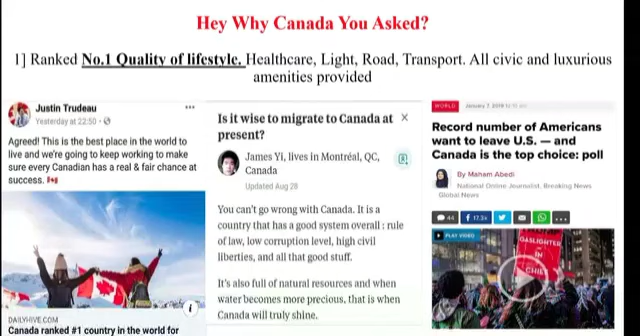 Hey Why Canada You Asked?
1] Ranked No.1 Quality of lifestyle. Healthcare, Light, Road, Transport. All civic and luxurious
amenities provided
Justin Trudeau
Yesterday at 22:50
Agreed! This is the best place in the world to
live and we're going to keep working to make
sure every Canadian has a real & fair chance at
success.
DAILYHIVE.COM
Canada ranked #1 country in the world for
Is it wise to migrate to Canada at
present?
James Yi, lives in Montréal, QC,
Canada
Updated Aug 28
You can't go wrong with Canada. It is a
country that has a good system overall : rule
of law, low corruption level, high civil
liberties, and all that good stuff.
It's also full of natural resources and when
water becomes more precious, that is when
Canada will truly shine.
WORLD
Record number of Americans
want to leave U.S. — and
Canada is the top choice: poll
By Maham Abedi
National Online Journalist, Breaking News
Global News
44
17.2k
PLAY VIDEO
GASLIGHTER
IN
CHIEF